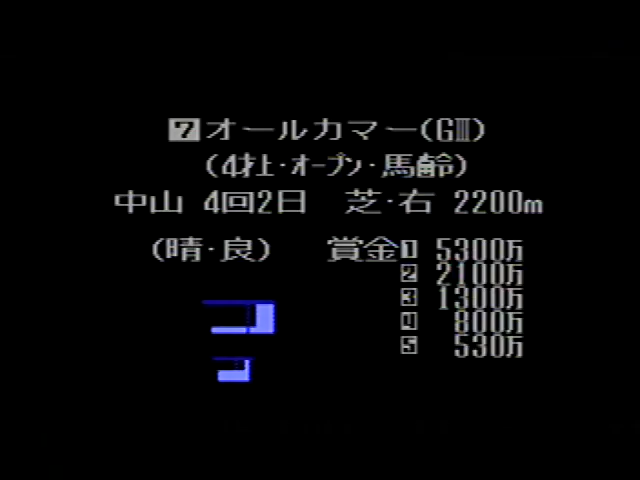 7 オールカマー(GⅢ)
(4才上・オープン・馬齢)
中山 4回2日 芝・右 2200m
(晴・良) 賞金 1 5300万
2 2100万
3 1300万
4 800万
5 530万